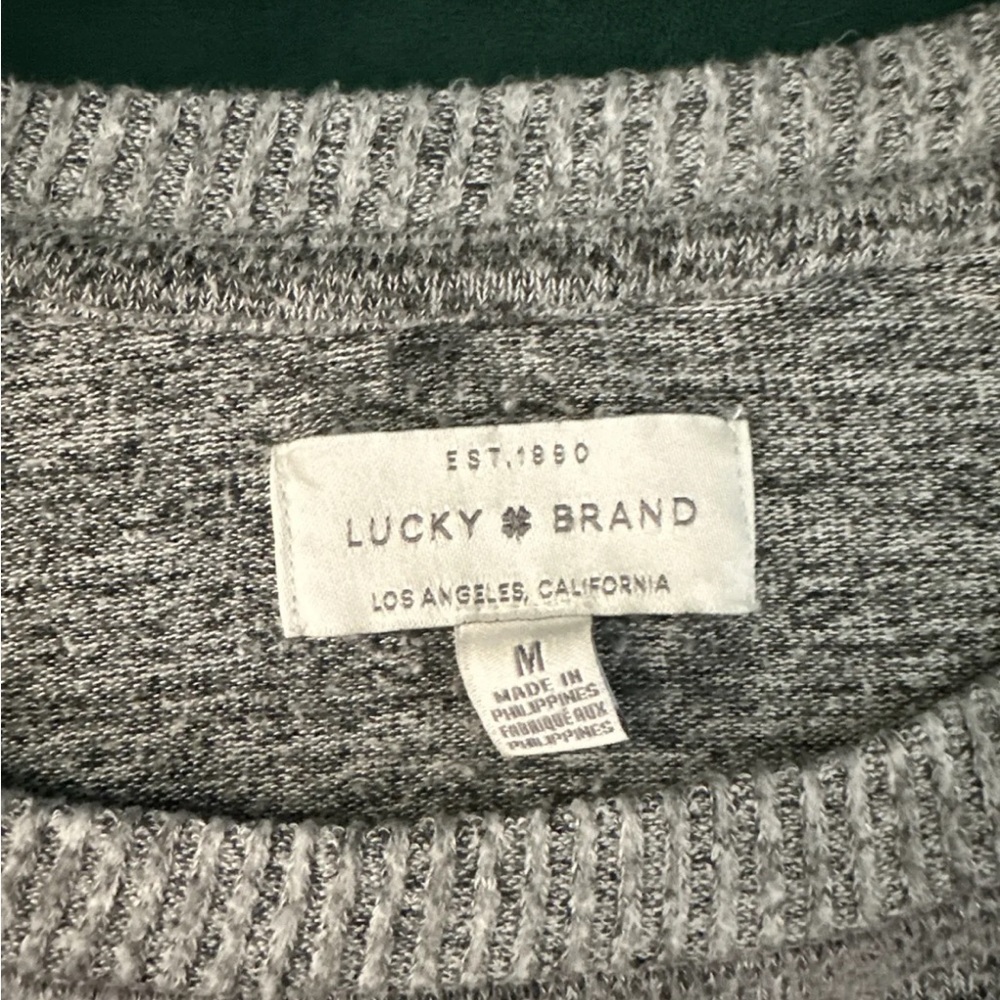 EST.1990
LUCKY BRAND
LOS ANGELES, CALIFORNIA
M
MADE IN
PHILIPPINES
FABRIQUÉ AUX
PHILIPPINES